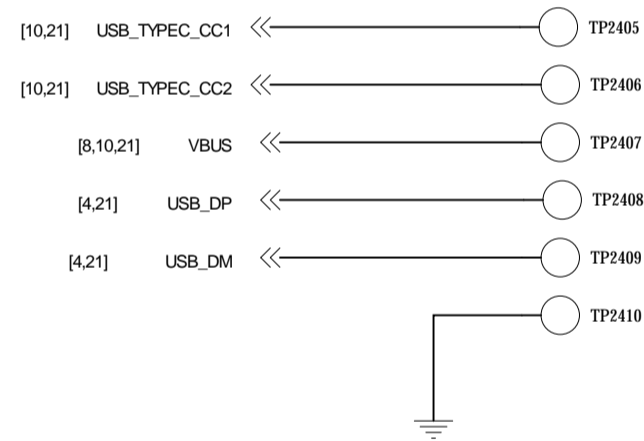 [10,21] USB_TYPEC_CC1 TP2405
[10,21] USB_TYPEC_CC2 TP2406
[8,10,21] VBUS TP2407
[4,21] USB_DP TP2408
[4,21] USB_DM TP2409
TP2410